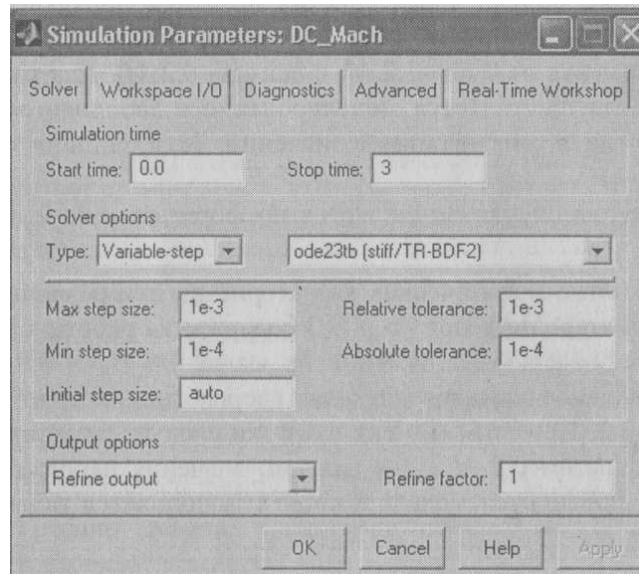 Simulation Parameters: DC_Mach
Solver Workspace I/O Diagnostics Advanced Real-Time Workshop
Simulation time
Start time: 0.0 Stop time: 3
Solver options
Type: Variable-step ode23tb (stiff/TR-BDF2)
Max step size: 1e-3 Relative tolerance: 1e-3
Min step size: 1e-4 Absolute tolerance: 1e-4
Initial step size: auto
Output options
Refine output Refine factor: 1
OK Cancel Help Apply